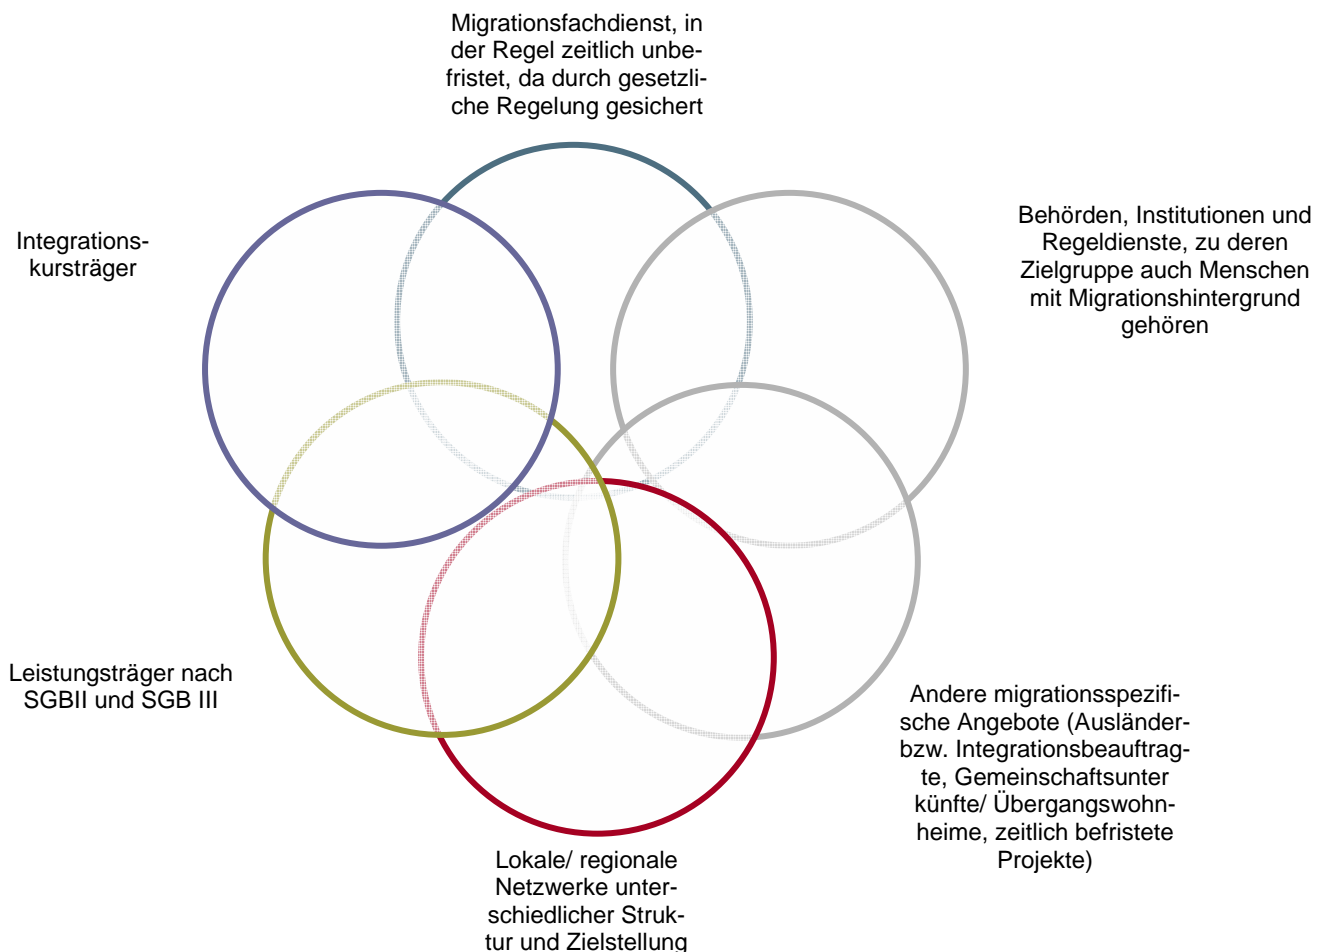 Migrationsfachdienst, in
der Regel zeitlich unbe-
fristet, da durch gesetzli-
che Regelung gesichert
Integrations-
kursträger
Behörden, Institutionen und
Regeldienste, zu deren
Zielgruppe auch Menschen
mit Migrationshintergrund
gehören
Leistungsträger nach
SGBII und SGB III
Andere migrationsspezifi-
sche Angebote (Ausländer-
bzw. Integrationsbeauftrag-
te, Gemeinschaftsunter
künfte/ Übergangswohn-
heime, zeitlich befristete
Projekte)
Lokale/ regionale
Netzwerke unter-
schiedlicher Struk-
tur und Zielstellung